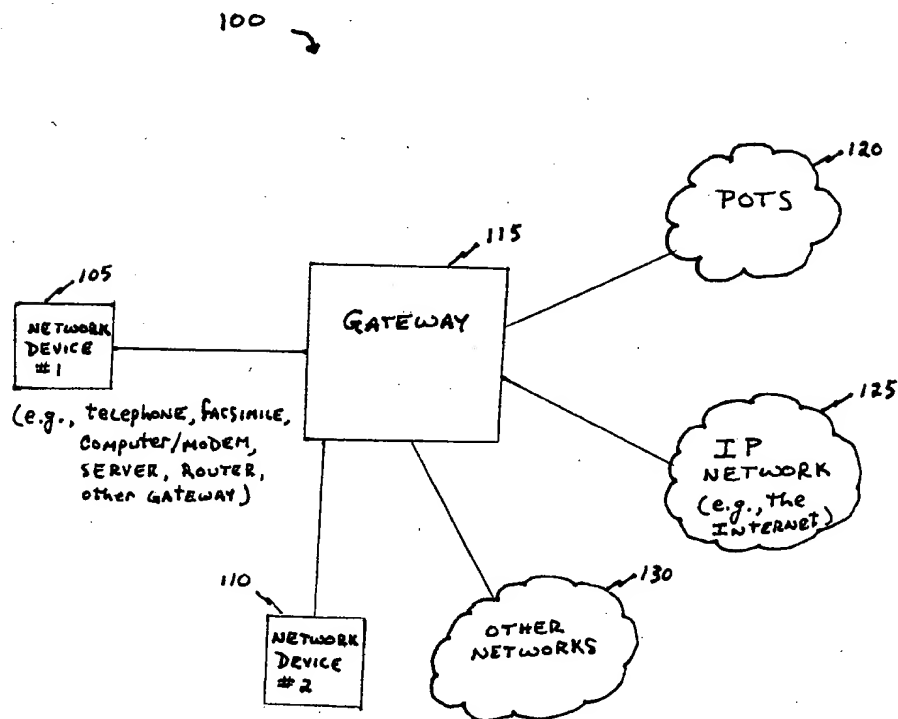 100
120
POTS
115
GATEWAY
105
NETWORK
DEVICE
#1
(e.g., TELEPHONE, FACSIMILE,
COMPUTER/MODEM,
SERVER, ROUTER,
other GATEWAY)
125
IP
NETWORK
(e.g., the
INTERNET)
110
NETWORK
DEVICE
#2
130
OTHER
NETWORKS